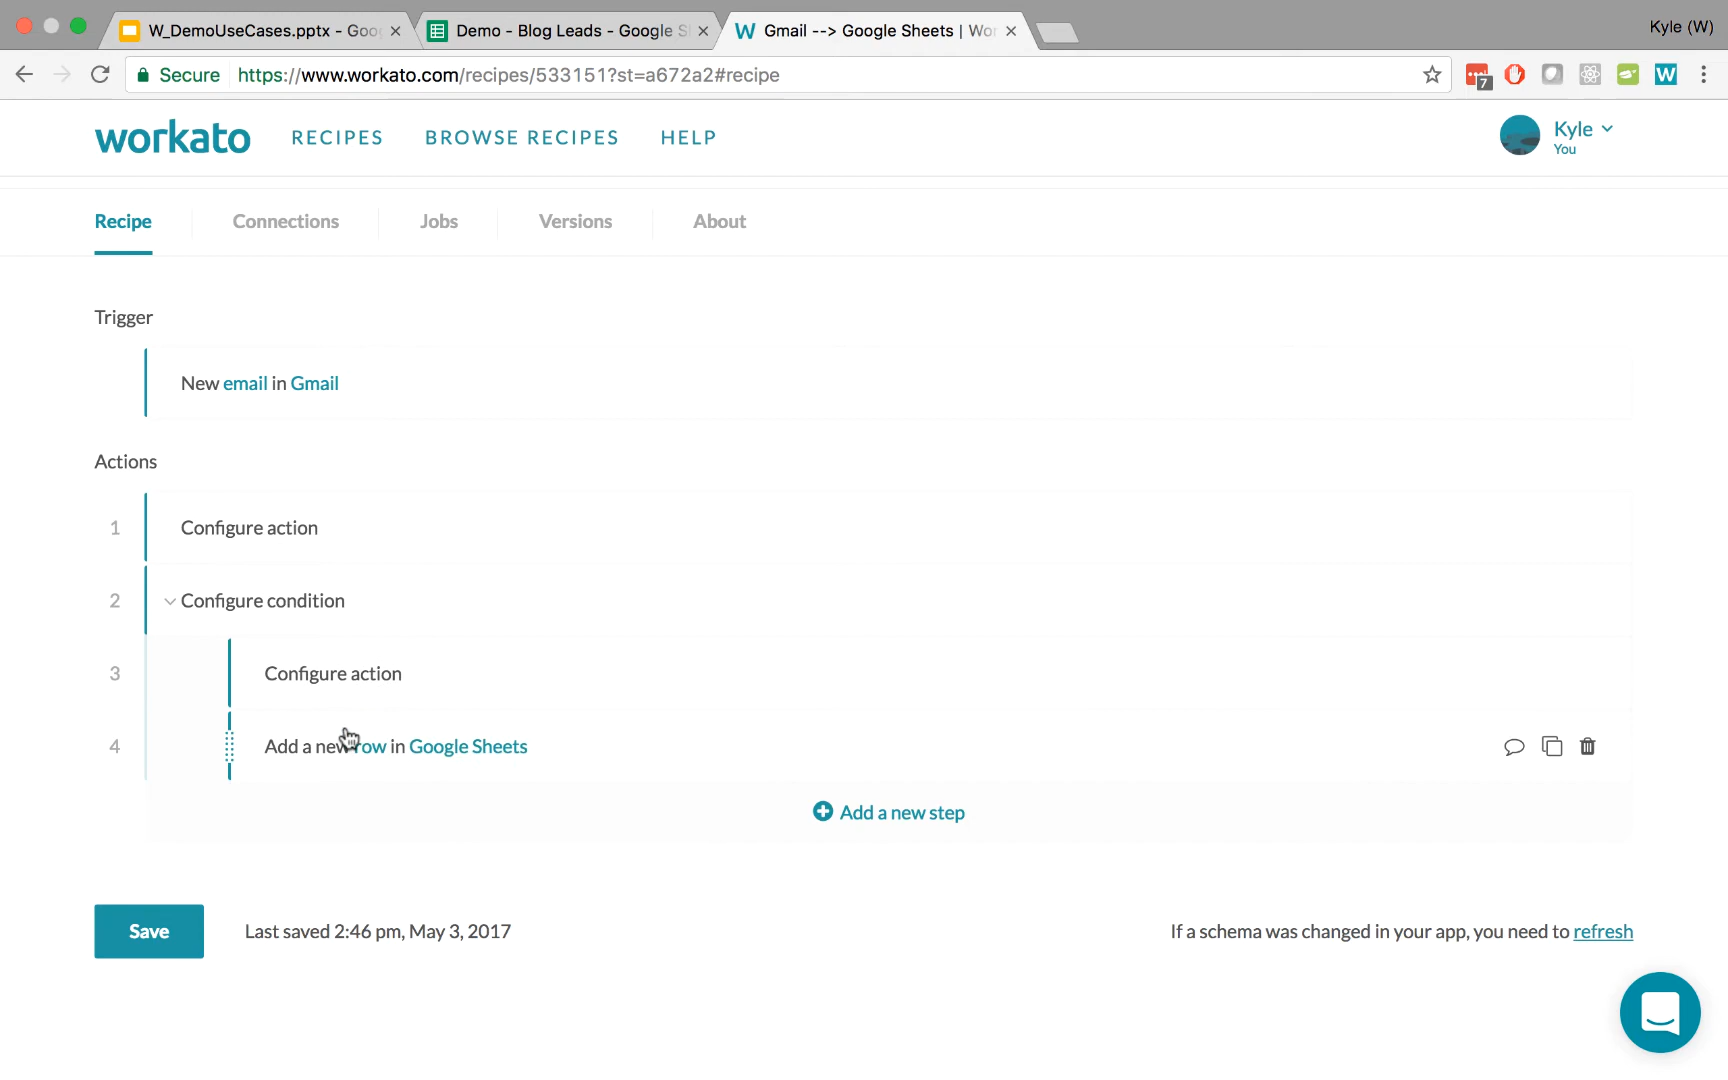 W_DemoUseCases.pptx - Goo
Demo - Blog Leads - Google S
Gmail --> Google Sheets | Wor
Kyle (W)
Secure
https://www.workato.com/recipes/533151?st=a672a2#recipe
7
W
workato
RECIPES
BROWSE RECIPES
HELP
Kyle
You
Recipe
Connections
Jobs
Versions
About
Trigger
New email in Gmail
Actions
1 Configure action
2 Configure condition
3 Configure action
4 Add a new row in Google Sheets
Add a new step
Save
Last saved 2:46 pm, May 3, 2017
If a schema was changed in your app, you need to refresh